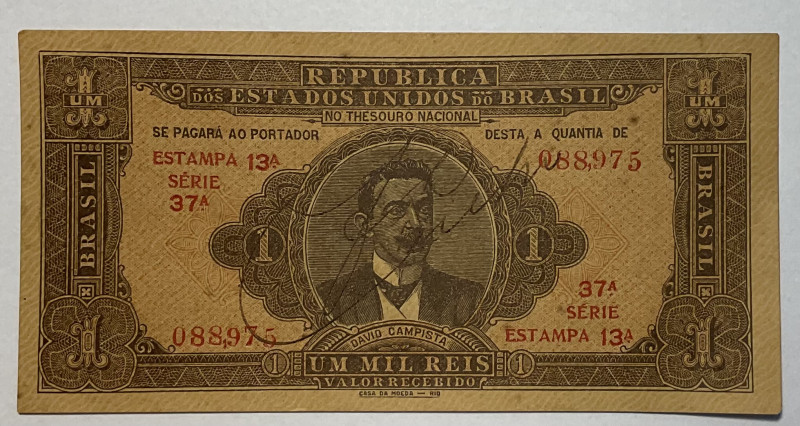 REPUBLICA
DOS ESTADOS UNIDOS DO BRASIL
NO THESOURO NACIONAL
UM
UM
SE PAGARÁ AO PORTADOR
DESTA A QUANTIA DE
ESTAMPA 13A
SÉRIE
37A
088,975
BRASIL
BRASIL
1
1
37A
SÉRIE
ESTAMPA 13A
088,975
DAVID CAMPISTA
1
UM MIL REIS
1
VALOR RECEBIDO
CASA DA MOEDA — RIO